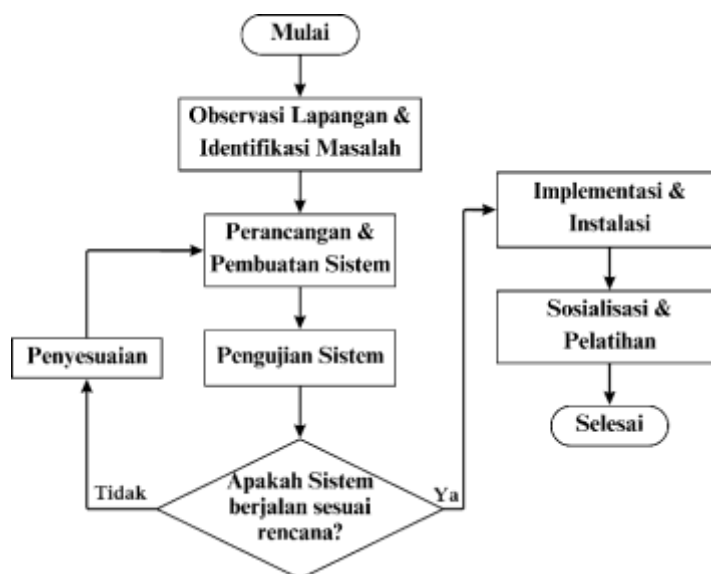 Mulai
Observasi Lapangan &
Identifikasi Masalah
Perancangan &
Pembuatan Sistem
Penyesuaian
Pengujian Sistem
Apakah Sistem
berjalan sesuai
rencana?
Tidak
Ya
Implementasi &
Instalasi
Sosialisasi &
Pelatihan
Selesai